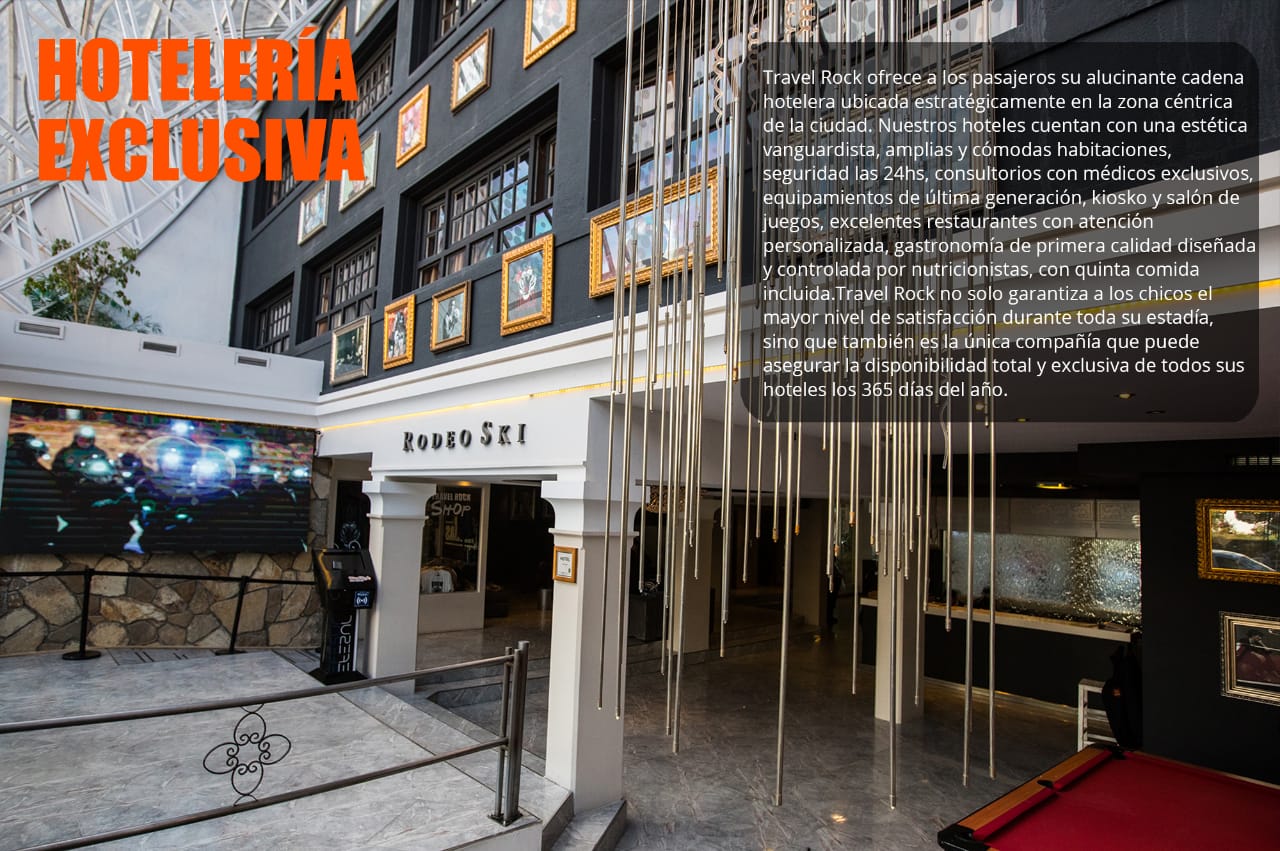 HOTELERÍA
EXCLUSIVA
Travel Rock ofrece a los pasajeros su alucinante cadena
hotelera ubicada estratégicamente en la zona céntrica
de la ciudad. Nuestros hoteles cuentan con una estética
vanguardista, amplias y cómodas habitaciones,
seguridad las 24hs, consultorios con médicos exclusivos,
equipamientos de última generación, kiosko y salón de
juegos, excelentes restaurantes con atención
personalizada, gastronomía de primera calidad diseñada
y controlada por nutricionistas, con quinta comida
incluida.Travel Rock no solo garantiza a los chicos el
mayor nivel de satisfacción durante toda su estadía,
sino que también es la única compañía que puede
asegurar la disponibilidad total y exclusiva de todos sus
hoteles los 365 días del año.
RODEO SKI
TRAVEL ROCK
SHOP